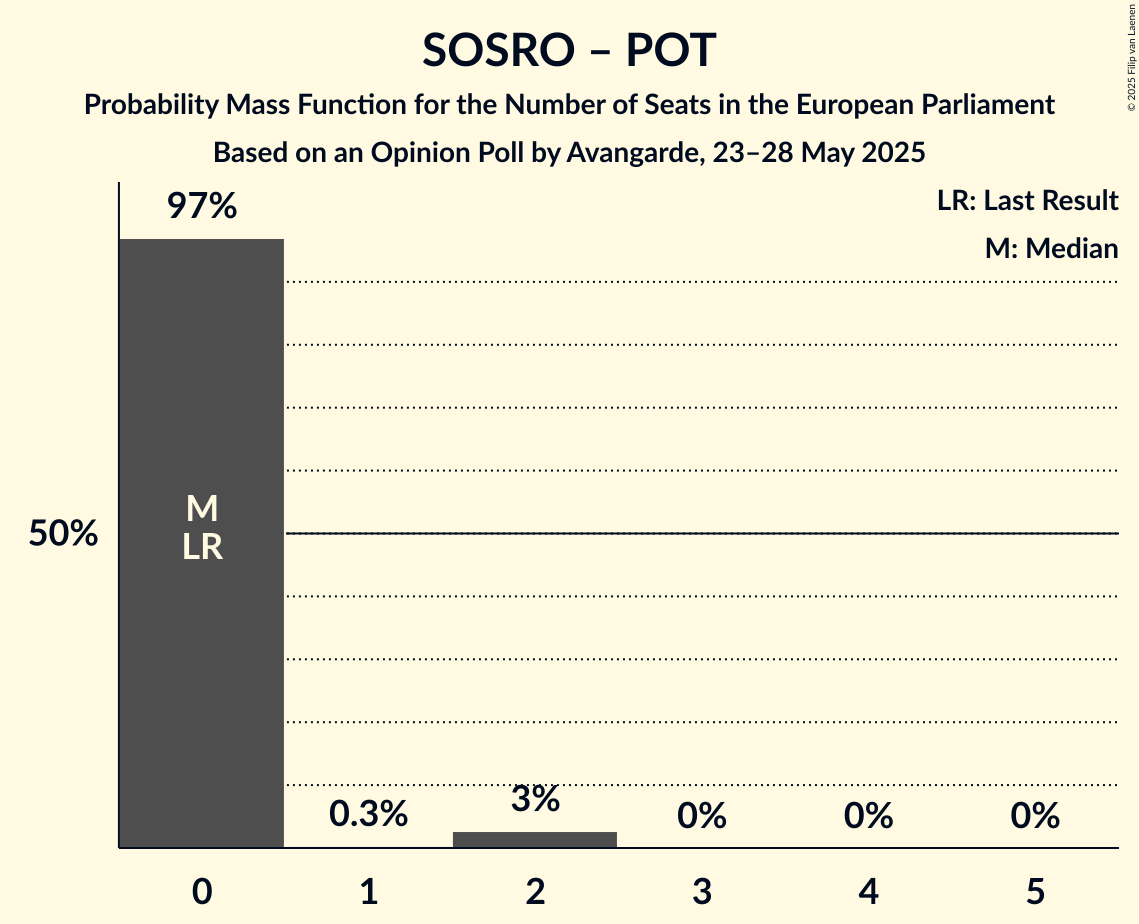 SOSRO – POT
Probability Mass Function for the Number of Seats in the European Parliament
Based on an Opinion Poll by Avangarde, 23–28 May 2025
© 2025 Filip van Laenen
LR: Last Result
M: Median
97%
M
LR
50%
0.3%
3%
0%
0%
0%
0
1
2
3
4
5